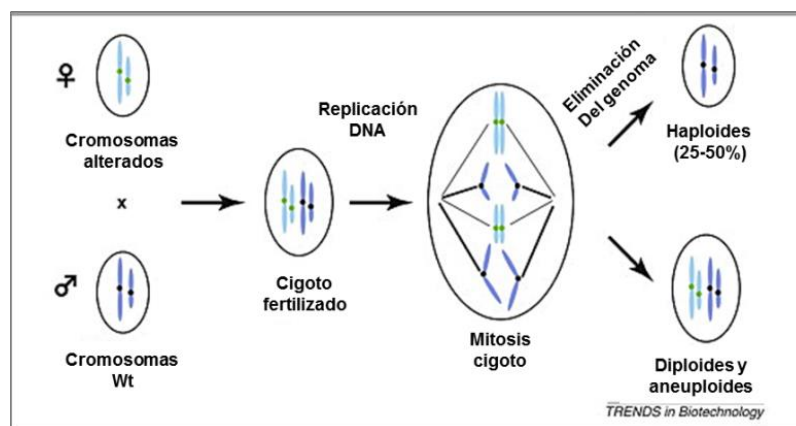 ♀
Cromosomas
alterados
x
♂
Cromosomas
Wt
Cigoto
fertilizado
Replicación
DNA
Mitosis
cigoto
Eliminación
Del genoma
Haploides
(25-50%)
Diploides y
aneuploides
TRENDS in Biotechnology